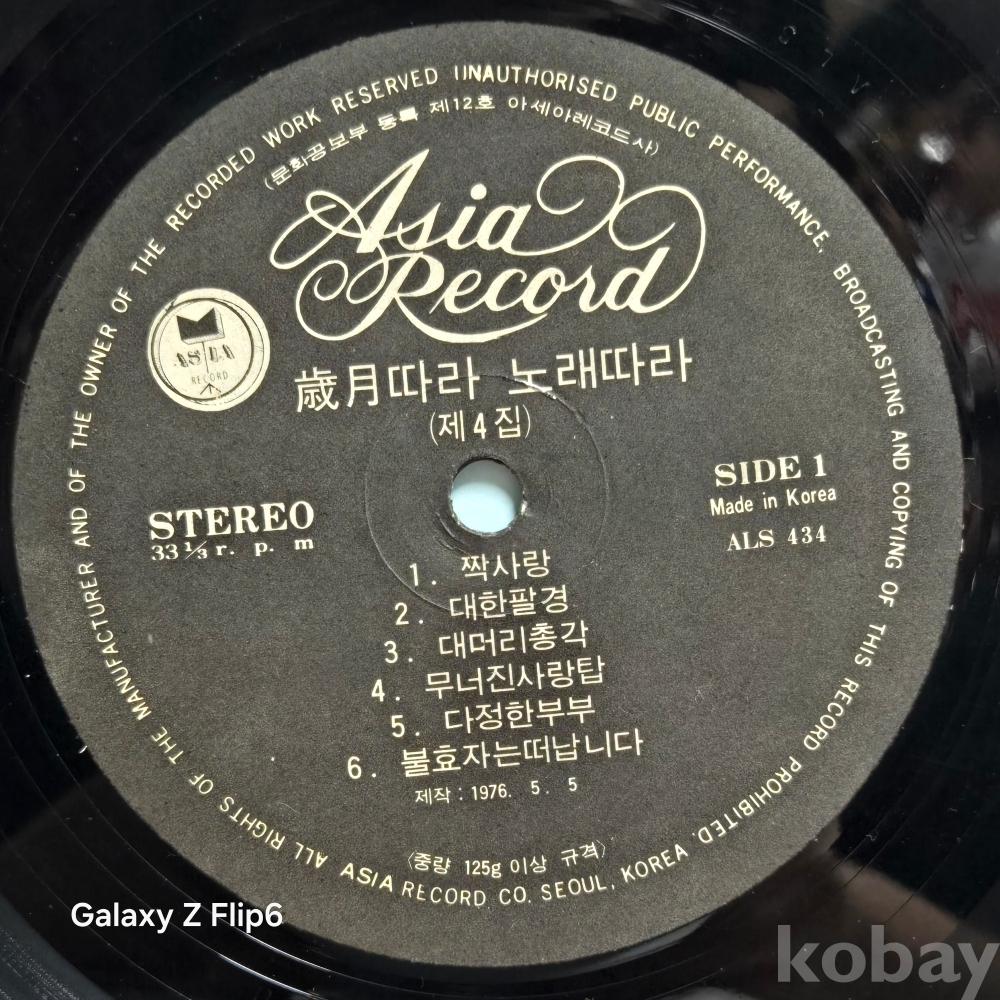 ALL RIGHTS OF THE MANUFACTURER AND OF THE OWNER OF THE RECORDED WORK RESERVED UNAUTHORISED PUBLIC PERFORMANCE, BROADCASTING AND COPYING OF THIS RECORD PROHIBITED.
(문화공보부 등록 제12호 아세아레코드사)
Asia
Record
ASIA
RECORD
歳月따라 노래따라
(제4집)
SIDE 1
Made in Korea
ALS 434
STEREO
33⅓ r. p. m
1. 짝사랑
2. 대한팔경
3. 대머리총각
4. 무너진사랑탑
5. 다정한부부
6. 불효자는떠납니다
제작 : 1976. 5. 5
〈중량 125g 이상 규격〉
ASIA RECORD CO. SEOUL, KOREA
Galaxy Z Flip6
kobay